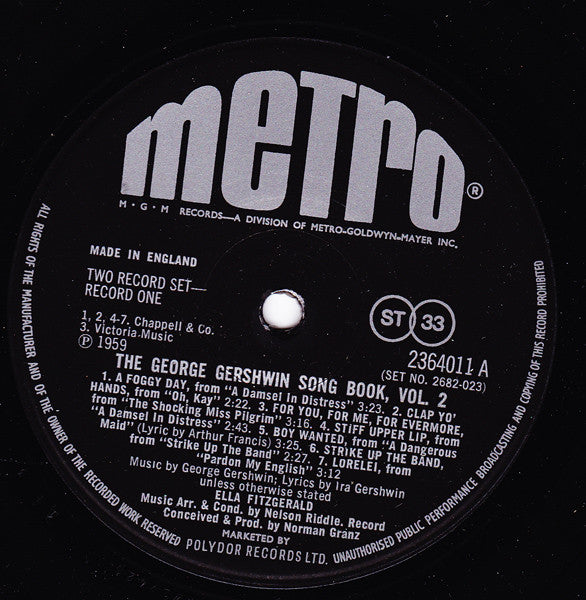 metro®
M·G·M RECORDS—A DIVISION OF METRO-GOLDWYN-MAYER INC.
MADE IN ENGLAND
TWO RECORD SET—
RECORD ONE
1, 2, 4-7. Chappell & Co.
3. Victoria Music
℗ 1959
ST 33
2364011 A
(SET NO. 2682-023)
THE GEORGE GERSHWIN SONG BOOK, VOL. 2
1. A FOGGY DAY, from "A Damsel In Distress" 3:23. 2. CLAP YO'
HANDS, from "Oh, Kay" 2:22. 3. FOR YOU, FOR ME, FOR EVERMORE,
from "The Shocking Miss Pilgrim" 3:16. 4. STIFF UPPER LIP, from
"A Damsel In Distress" 2:43. 5. BOY WANTED, from "A Dangerous
Maid" (Lyric by Arthur Francis) 3:25. 6. STRIKE UP THE BAND,
from "Strike Up The Band" 2:27. 7. LORELEI, from
"Pardon My English" 3:12
Music by George Gershwin; Lyrics by Ira Gershwin
unless otherwise stated
ELLA FITZGERALD
Music Arr. & Cond. by Nelson Riddle. Record
Conceived & Prod. by Norman Granz
MARKETED BY
POLYDOR RECORDS LTD.
ALL RIGHTS OF THE MANUFACTURER AND OF THE OWNER OF THE RECORDED WORK RESERVED
UNAUTHORISED PUBLIC PERFORMANCE BROADCASTING AND COPYING OF THIS RECORD PROHIBITED